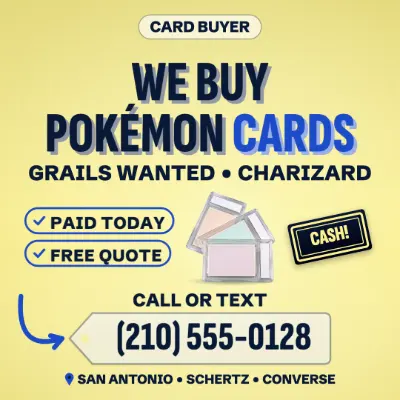 CARD BUYER
WE BUY
POKÉMON CARDS
GRAILS WANTED • CHARIZARD
PAID TODAY
FREE QUOTE
CASH!
CALL OR TEXT
(210) 555-0128
SAN ANTONIO • SCHERTZ • CONVERSE